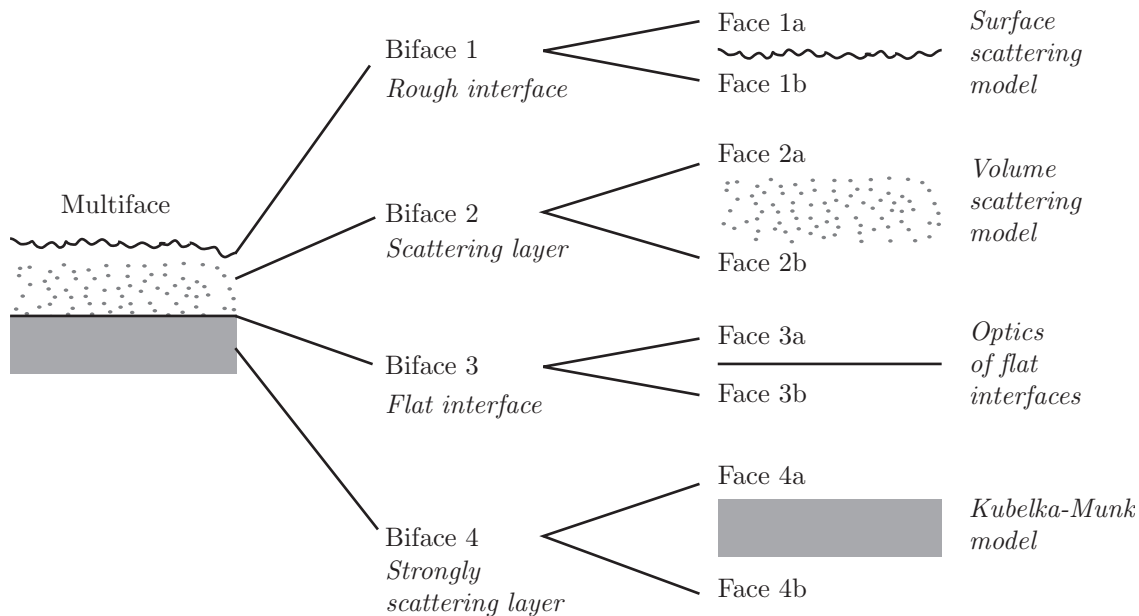 Multiface
Biface 1
Rough interface
Face 1a
Face 1b
Surface
scattering
model
Biface 2
Scattering layer
Face 2a
Face 2b
Volume
scattering
model
Biface 3
Flat interface
Face 3a
Face 3b
Optics
of flat
interfaces
Biface 4
Strongly
scattering layer
Face 4a
Face 4b
Kubelka-Munk
model